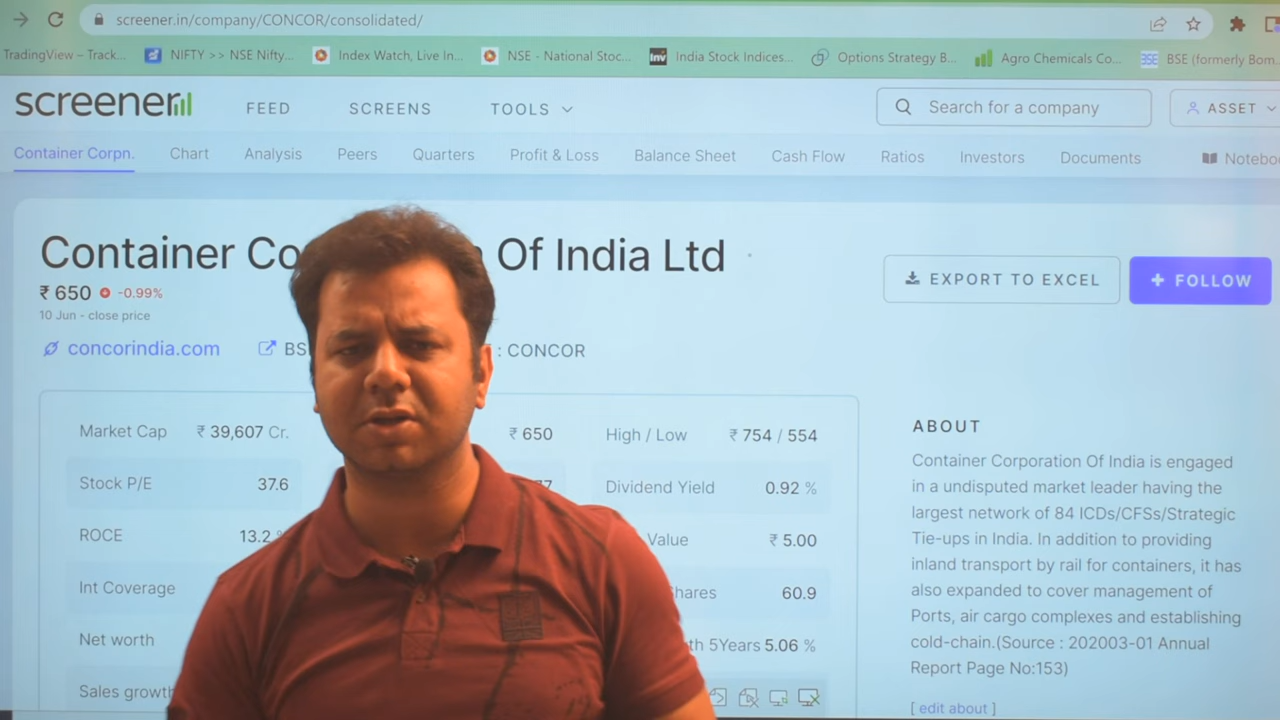 screener.in/company/CONCOR/consolidated/
TradingView – Track... NIFTY >> NSE Nifty... Index Watch, Live In... NSE - National Stoc... Inv India Stock Indices... Options Strategy B... Agro Chemicals Co... BSE BSE (formerly Bom
screener FEED SCREENS TOOLS Search for a company ASSET
Container Corpn. Chart Analysis Peers Quarters Profit & Loss Balance Sheet Cash Flow Ratios Investors Documents Notebo
Container Co Of India Ltd
EXPORT TO EXCEL + FOLLOW
₹ 650 -0.99%
10 Jun - close price
concorindia.com BS : CONCOR
Market Cap ₹ 39,607 Cr. ₹ 650 High / Low ₹ 754 / 554
Stock P/E 37.6 Dividend Yield 0.92 %
ROCE 13.2 Value ₹ 5.00
Int Coverage hares 60.9
Net worth th 5Years 5.06 %
Sales growth
ABOUT
Container Corporation Of India is engaged
in a undisputed market leader having the
largest network of 84 ICDs/CFSs/Strategic
Tie-ups in India. In addition to providing
inland transport by rail for containers, it has
also expanded to cover management of
Ports, air cargo complexes and establishing
cold-chain.(Source : 202003-01 Annual
Report Page No:153)
[ edit about ]